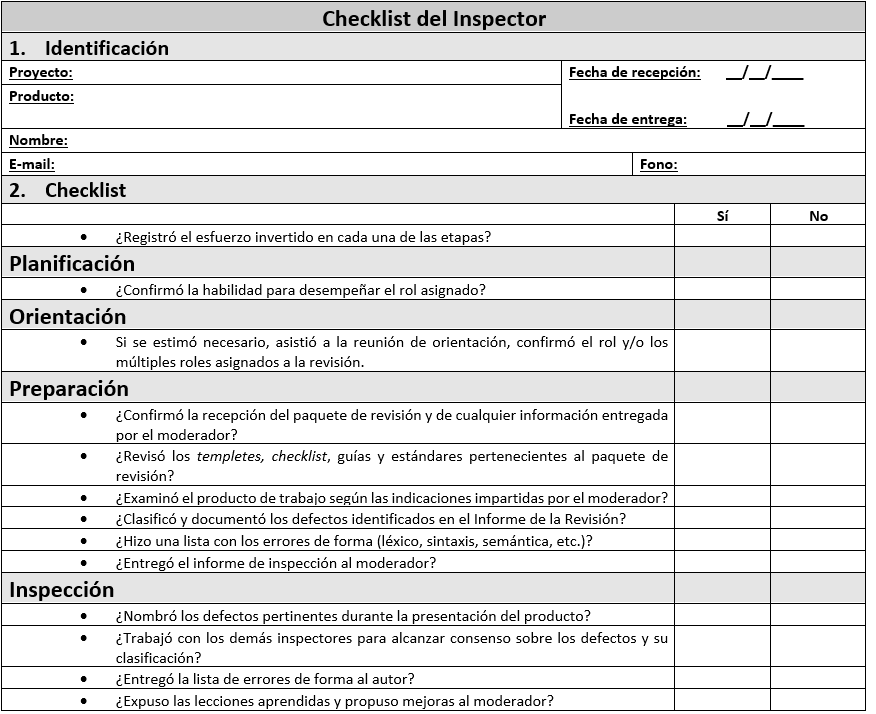 Checklist del Inspector
1. Identificación
Proyecto:
Fecha de recepción: __/__/____
Producto:
Fecha de entrega: __/__/____
Nombre:
E-mail:
Fono:
2. Checklist
Sí No
• ¿Registró el esfuerzo invertido en cada una de las etapas?
Planificación
• ¿Confirmó la habilidad para desempeñar el rol asignado?
Orientación
• Si se estimó necesario, asistió a la reunión de orientación, confirmó el rol y/o los
múltiples roles asignados a la revisión.
Preparación
• ¿Confirmó la recepción del paquete de revisión y de cualquier información entregada
por el moderador?
• ¿Revisó los templetes, checklist, guías y estándares pertenecientes al paquete de
revisión?
• ¿Examinó el producto de trabajo según las indicaciones impartidas por el moderador?
• ¿Clasificó y documentó los defectos identificados en el Informe de la Revisión?
• ¿Hizo una lista con los errores de forma (léxico, sintaxis, semántica, etc.)?
• ¿Entregó el informe de inspección al moderador?
Inspección
• ¿Nombró los defectos pertinentes durante la presentación del producto?
• ¿Trabajó con los demás inspectores para alcanzar consenso sobre los defectos y su
clasificación?
• ¿Entregó la lista de errores de forma al autor?
• ¿Expuso las lecciones aprendidas y propuso mejoras al moderador?